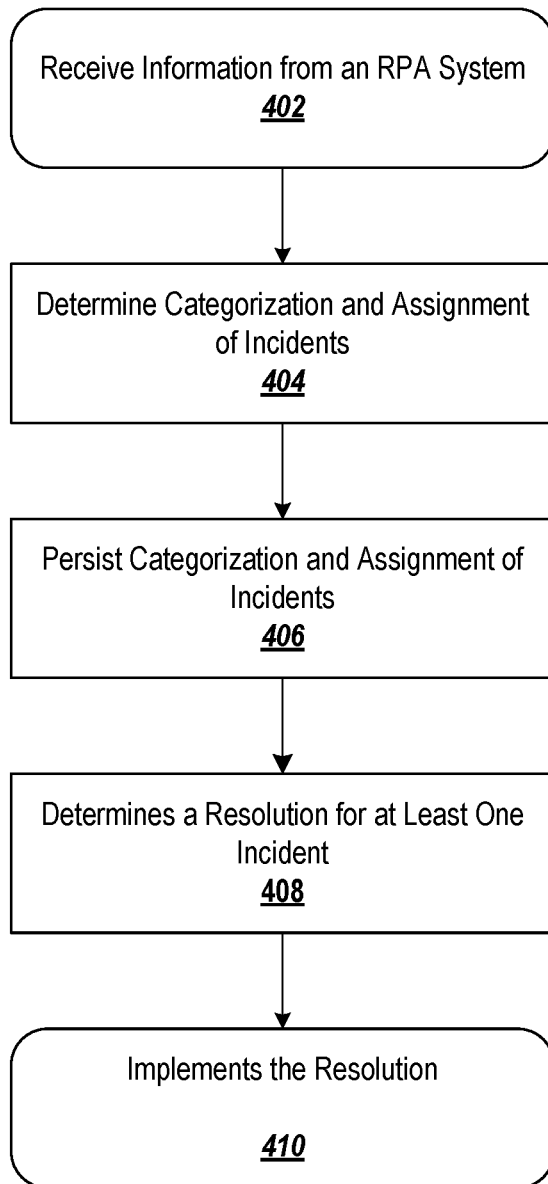 Receive Information from an RPA System
402
Determine Categorization and Assignment
of Incidents
404
Persist Categorization and Assignment of
Incidents
406
Determines a Resolution for at Least One
Incident
408
Implements the Resolution
410